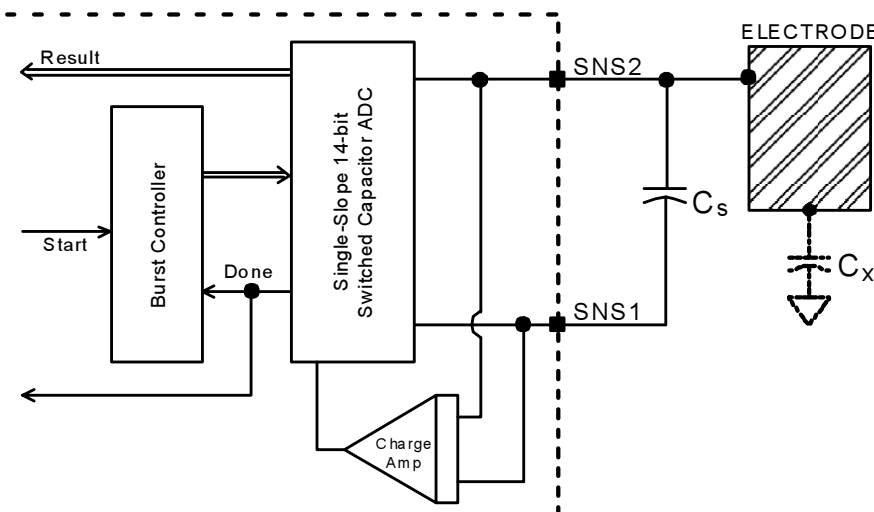 ELECTRODE
Result
SNS2
Single-Slope 14-bit
Switched Capacitor ADC
Burst Controller
Start
Done
Cs
Cx
SNS1
Charge
Amp